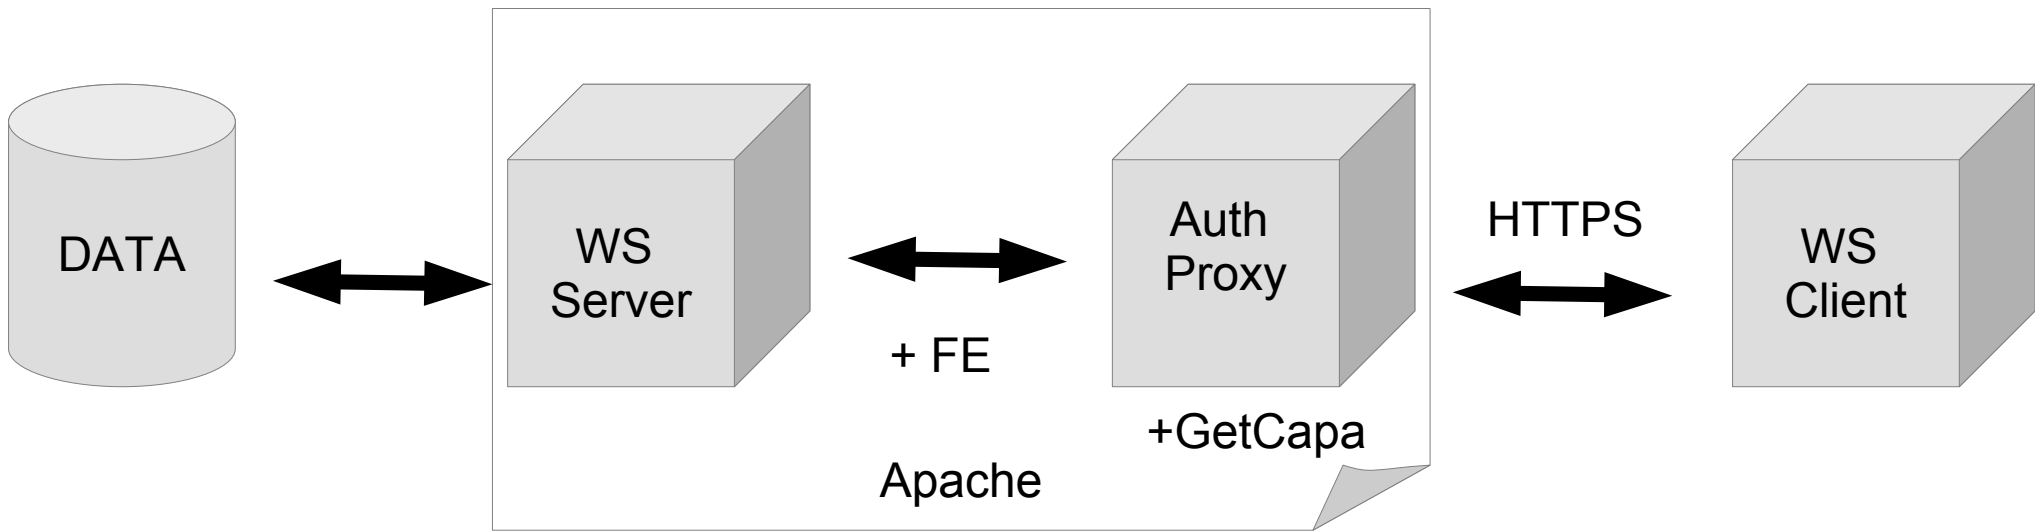 DATA
WS
Server
+ FE
Auth
Proxy
+GetCapa
Apache
HTTPS
WS
Client